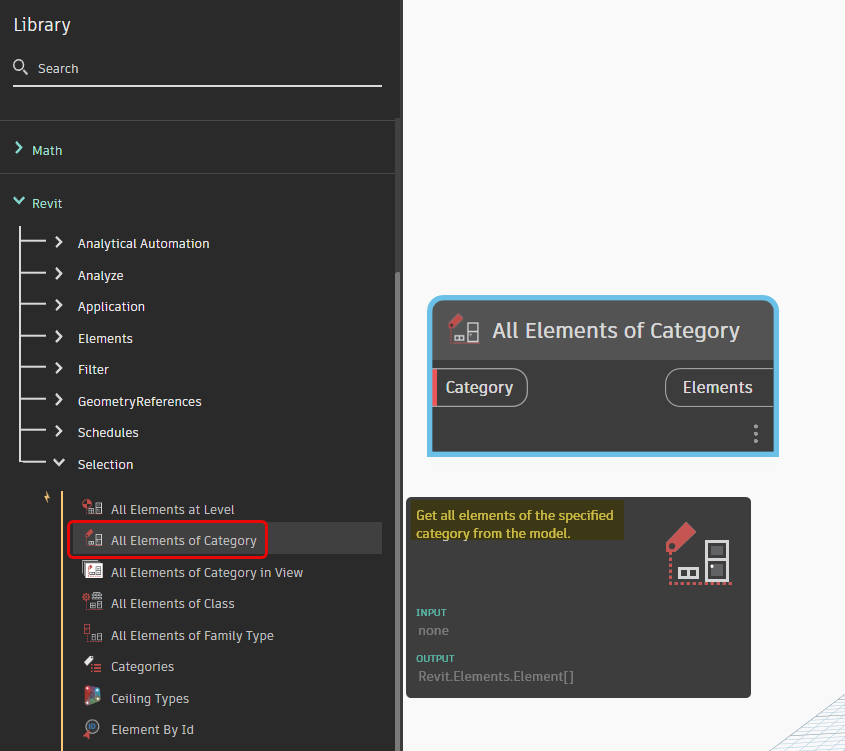 Library
Search
Math
Revit
Analytical Automation
Analyze
Application
Elements
Filter
GeometryReferences
Schedules
Selection
All Elements at Level
All Elements of Category
All Elements of Category in View
All Elements of Class
All Elements of Family Type
Categories
Ceiling Types
ID
Element By Id
All Elements of Category
Category
Elements
Get all elements of the specified
category from the model.
INPUT
none
OUTPUT
Revit.Elements.Element[]